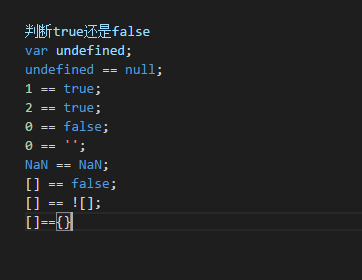 判断true还是false
var undefined;
undefined == null;
1 == true;
2 == true;
0 == false;
0 == '';
NaN == NaN;
[] == false;
[] == ![];
[]=={}